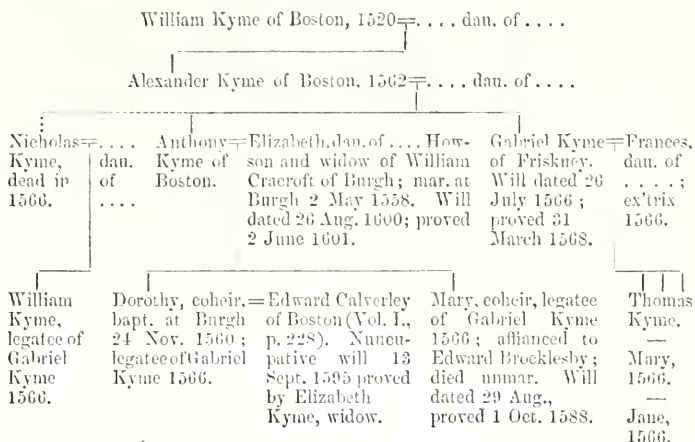 William Kyme of Boston, 1520=.... dau. of ....
Alexander Kyme of Boston, 1562=.... dau. of ....
Nicholas=....
Kyme, dau.
dead in of
1566. ....
Anthony=Elizabeth, dau. of .... How-
Kyme of son and widow of William
Boston. Cracroft of Burgh; mar. at
Burgh 2 May 1558. Will
dated 26 Aug. 1600; proved
2 June 1601.
Gabriel Kyme=Frances,
of Friskney. dau. of
Will dated 26 ....;
July 1566; ex'trix
proved 31 1566.
March 1568.
William
Kyme,
legatee of
Gabriel
Kyme
1566.
Dorothy, coheir,=Edward Calverley
bapt. at Burgh of Boston (Vol. I.,
24 Nov. 1560; p. 228). Nuncu-
legatee of Gabriel pative will 13
Kyme 1566. Sept. 1595 proved
by Elizabeth
Kyme, widow.
Mary, coheir, legatee
of Gabriel Kyme
1566; affianced to
Edward Brocklesby;
died unmar. Will
dated 29 Aug.,
proved 1 Oct. 1588.
Thomas
Kyme.
—
Mary,
1566.
—
Jane,
1566.